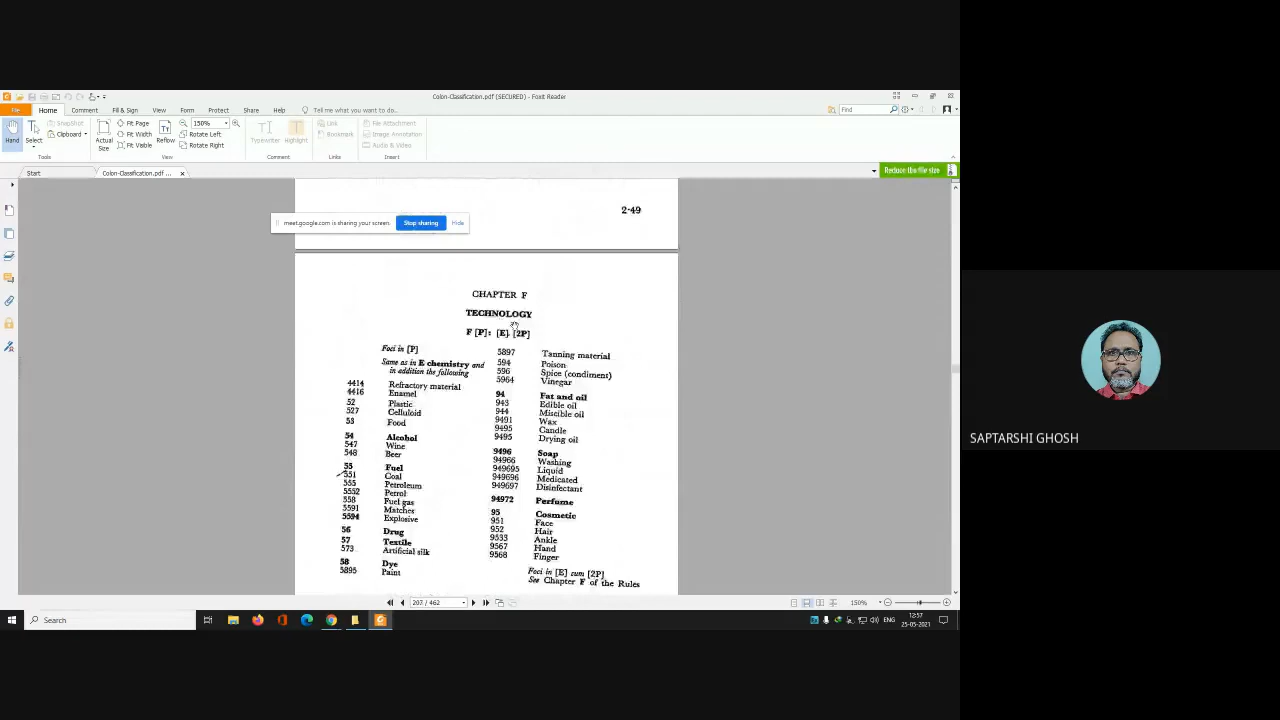 Colon-Classfication.pdf (SECURED) - Foxit Reader
File Home Comment Fill & Sign View Form Protect Share Help Tell me what you want to do.. Find
Hand
Select
SnapShot
Clipboard
Actual Size
Fit Page
Fit Width
Fit Visible
Reflow
150%
Rotate Left
Rotate Right
Typewriter
Highlight
Link
Bookmark
File Attachment
Image Annotation
Audio & Video
Tools View Comment Links Insert
Start Colon-Classfication.pdf ... Reduce the file size
2-49
meet.google.com is sharing your screen. Stop sharing Hide
CHAPTER F
TECHNOLOGY
F [P]: [E] [2P]
Foci in [P]
Same as in E chemistry and
in addition the following
4414 Refractory material
4416 Enamel
52 Plastic
527 Celluloid
53 Food
54 Alcohol
547 Wine
548 Beer
55 Fuel
551 Coal
555 Petroleum
5552 Petrol
558 Fuel gas
5591 Matches
5594 Explosive
56 Drug
57 Textile
573 Artificial silk
58 Dye
5895 Paint
5897 Tanning material
594 Poison
596 Spice (condiment)
5964 Vinegar
94 Fat and oil
943 Edible oil
944 Miscible oil
9491 Wax
9495 Candle
9495 Drying oil
9496 Soap
94966 Washing
949695 Liquid
949696 Medicated
949697 Disinfectant
94972 Perfume
95 Cosmetic
951 Face
952 Hair
9533 Ankle
9567 Hand
9568 Finger
Foci in [E] cum [2P]
See Chapter F of the Rules
207 / 462 150%
Search
ENG
12:57
25-05-2021
SAPTARSHI GHOSH